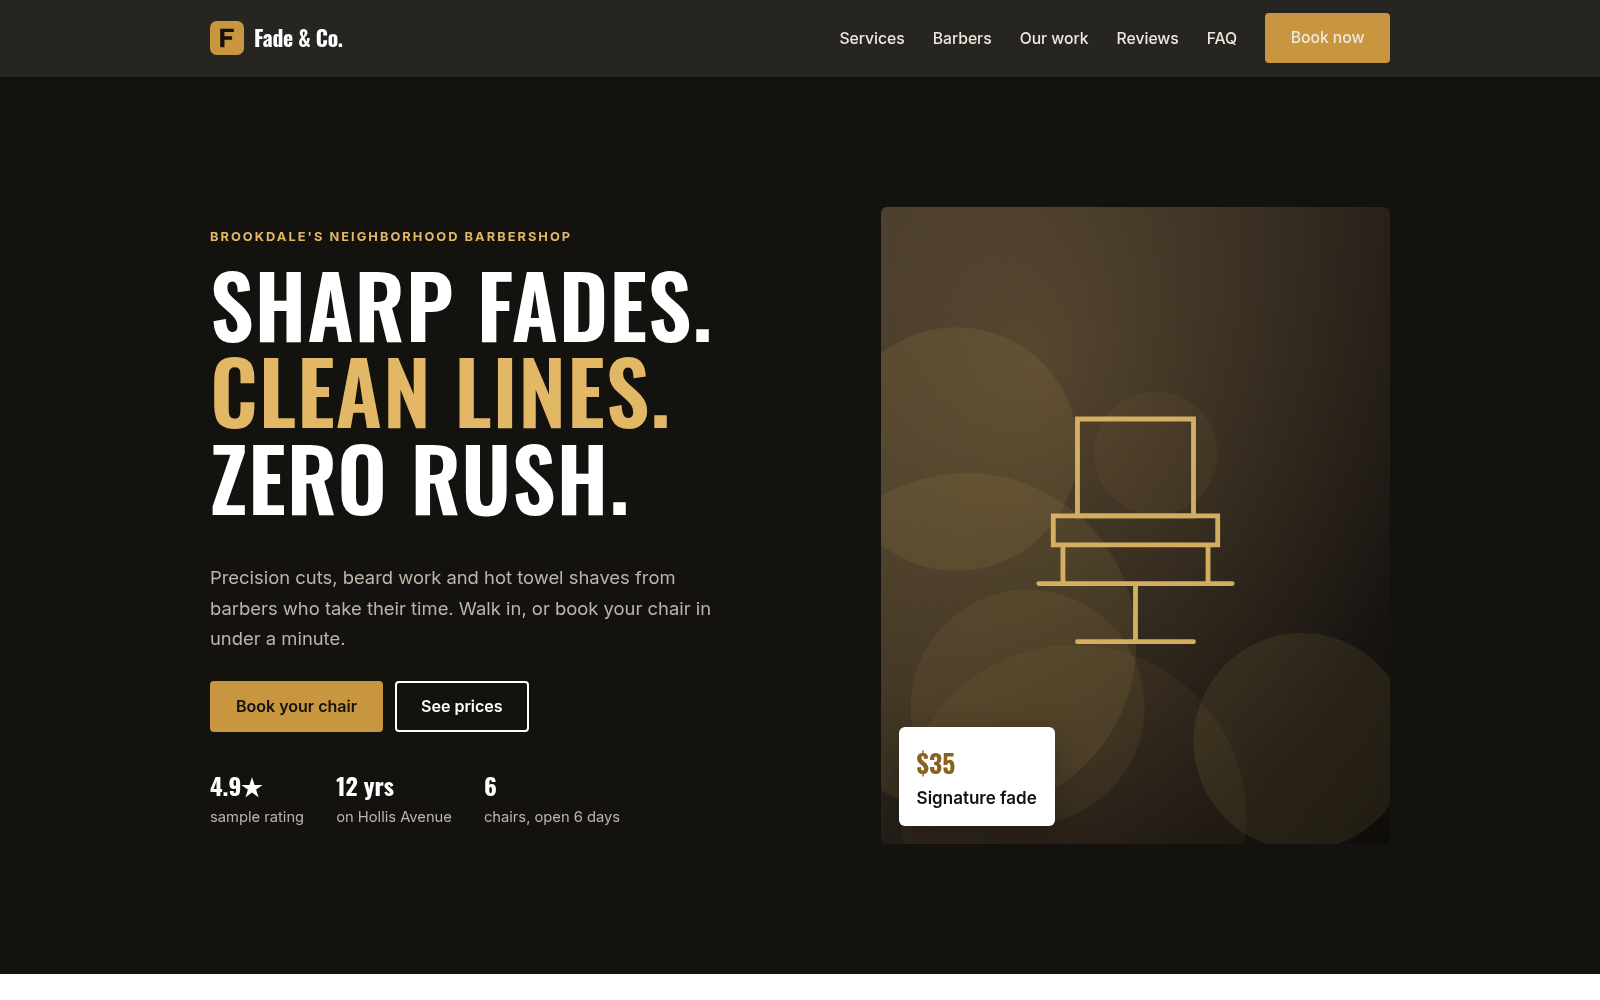 F Fade & Co.
Services Barbers Our work Reviews FAQ Book now
BROOKDALE'S NEIGHBORHOOD BARBERSHOP
SHARP FADES.
CLEAN LINES.
ZERO RUSH.
Precision cuts, beard work and hot towel shaves from
barbers who take their time. Walk in, or book your chair in
under a minute.
Book your chair See prices
4.9★ 12 yrs 6
sample rating on Hollis Avenue chairs, open 6 days
$35
Signature fade